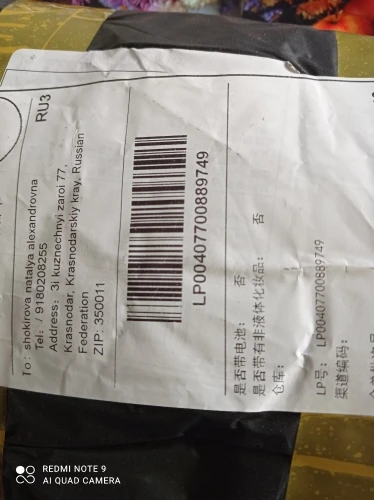 RU3
To: shokirova natalya alexandrovna
Tel: / 9180208255
Address: 3i kuznechnyi zaroi 77,
Krasnodar, Krasnodarskiy kray, Russian
Federation
ZIP: 350011
LP00407700889749
是否带电池: 否
是否带有非液体化妆品: 否
仓库:
LP号: LP00407700889749
渠道编码:
REDMI NOTE 9
AI QUAD CAMERA